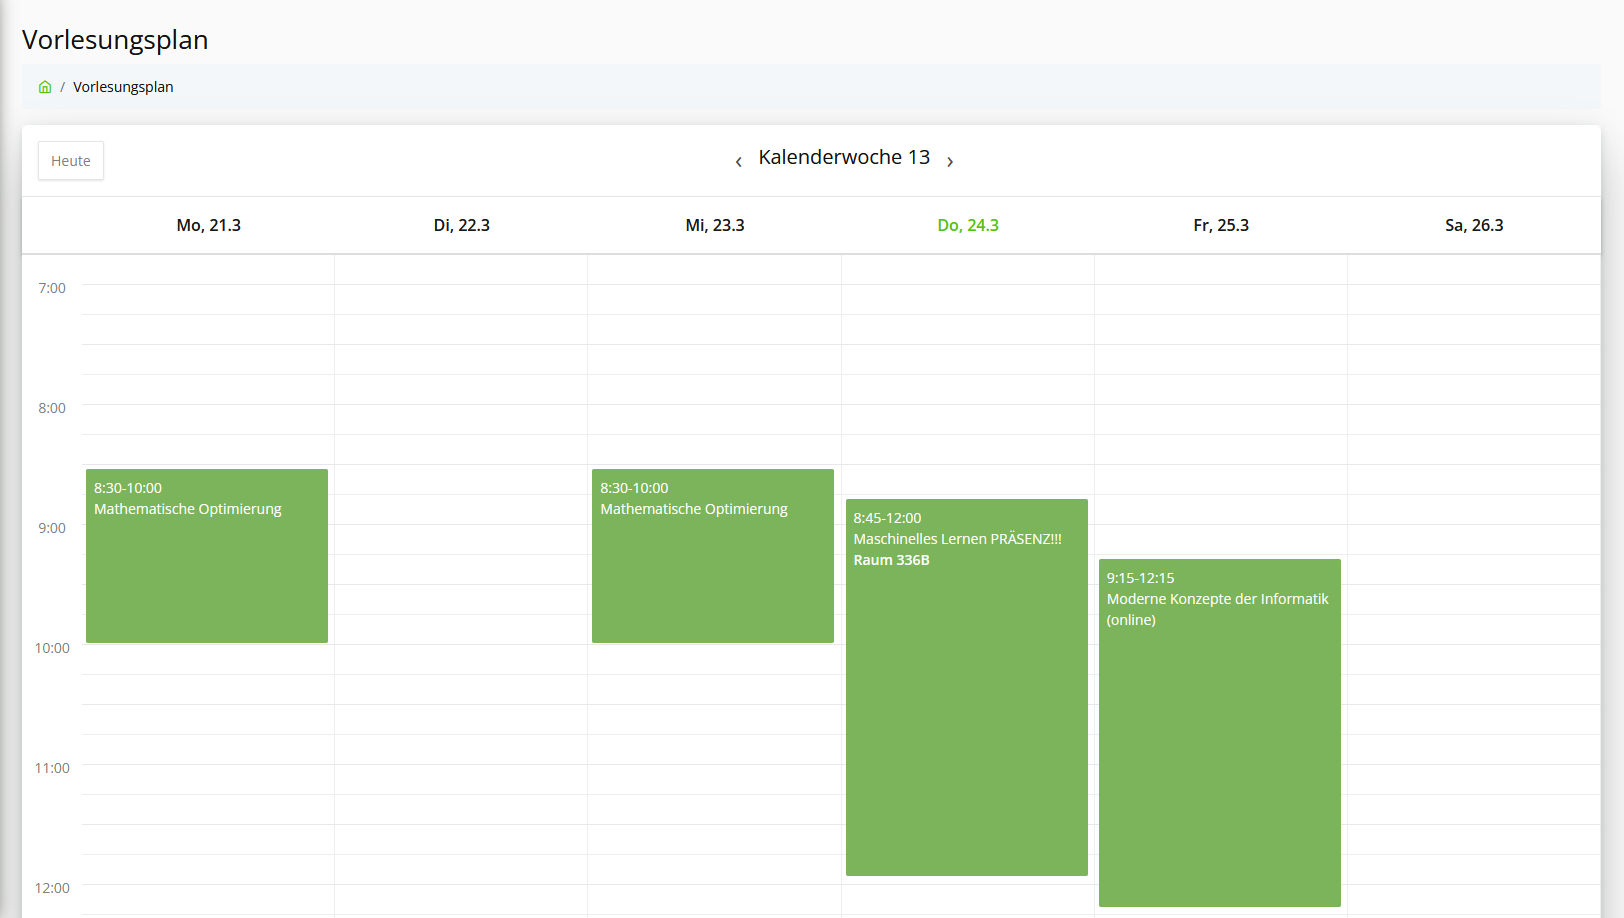 Vorlesungsplan
/ Vorlesungsplan
Heute
‹ Kalenderwoche 13 ›
Mo, 21.3
Di, 22.3
Mi, 23.3
Do, 24.3
Fr, 25.3
Sa, 26.3
7:00
8:00
9:00
10:00
11:00
12:00
8:30-10:00
Mathematische Optimierung
8:30-10:00
Mathematische Optimierung
8:45-12:00
Maschinelles Lernen PRÄSENZ!!!
Raum 336B
9:15-12:15
Moderne Konzepte der Informatik
(online)